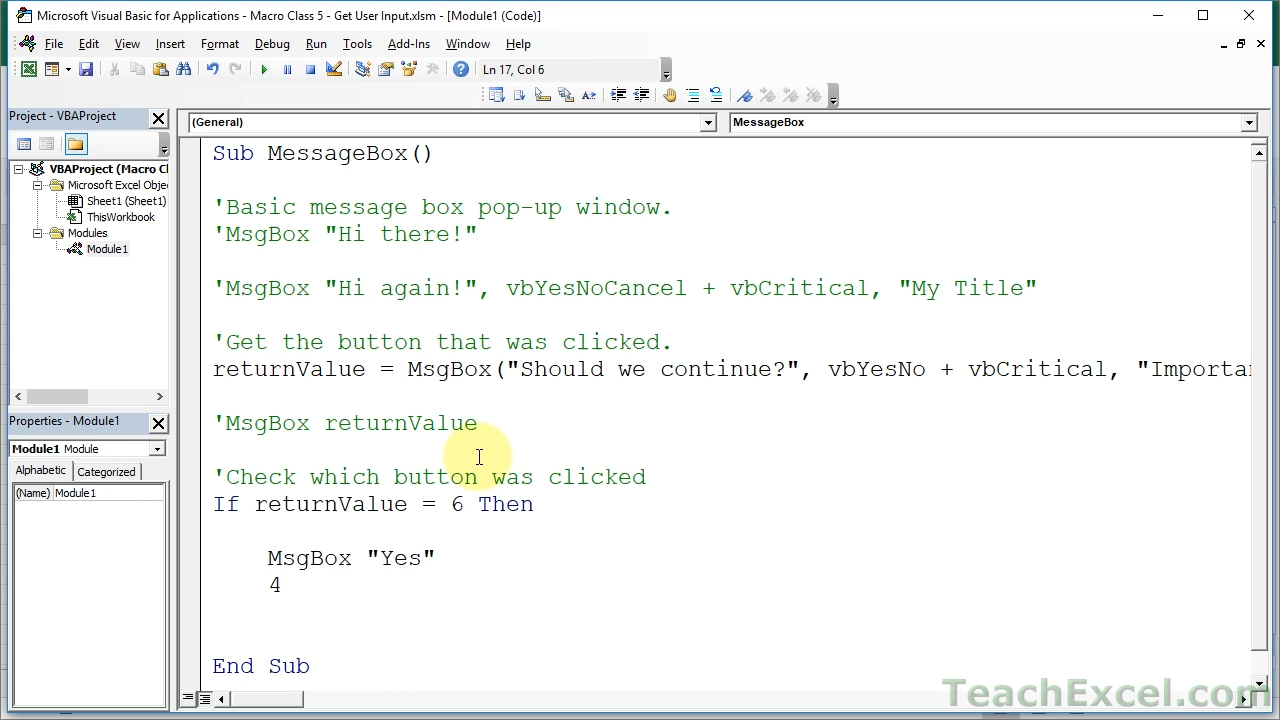 Microsoft Visual Basic for Applications - Macro Class 5 - Get User Input.xlsm - [Module1 (Code)]
File Edit View Insert Format Debug Run Tools Add-Ins Window Help
Ln 17, Col 6
Project - VBAProject
(General)
MessageBox
VBAProject (Macro Cl
Microsoft Excel Obje
Sheet1 (Sheet1)
ThisWorkbook
Modules
Module1
Properties - Module1
Module1 Module
Alphabetic Categorized
(Name) Module1
Sub MessageBox()
'Basic message box pop-up window.
'MsgBox "Hi there!"
'MsgBox "Hi again!", vbYesNoCancel + vbCritical, "My Title"
'Get the button that was clicked.
returnValue = MsgBox("Should we continue?", vbYesNo + vbCritical, "Importan
'MsgBox returnValue
'Check which button was clicked
If returnValue = 6 Then
MsgBox "Yes"
4
End Sub
TeachExcel.com